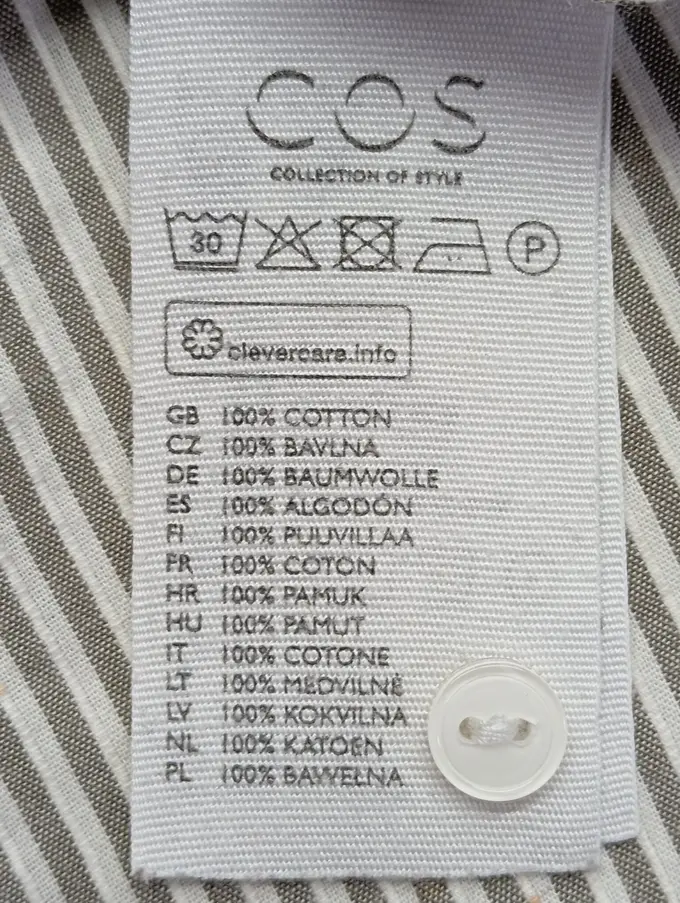 COS
COLLECTION OF STYLE
30 P
clevercare.info
GB 100% COTTON
CZ 100% BAVLNA
DE 100% BAUMWOLLE
ES 100% ALGODÓN
FI 100% PUUVILLAA
FR 100% COTON
HR 100% PAMUK
HU 100% PAMUT
IT 100% COTONE
LT 100% MEDVILNĖ
LV 100% KOKVILNA
NL 100% KATOEN
PL 100% BAWEŁNA